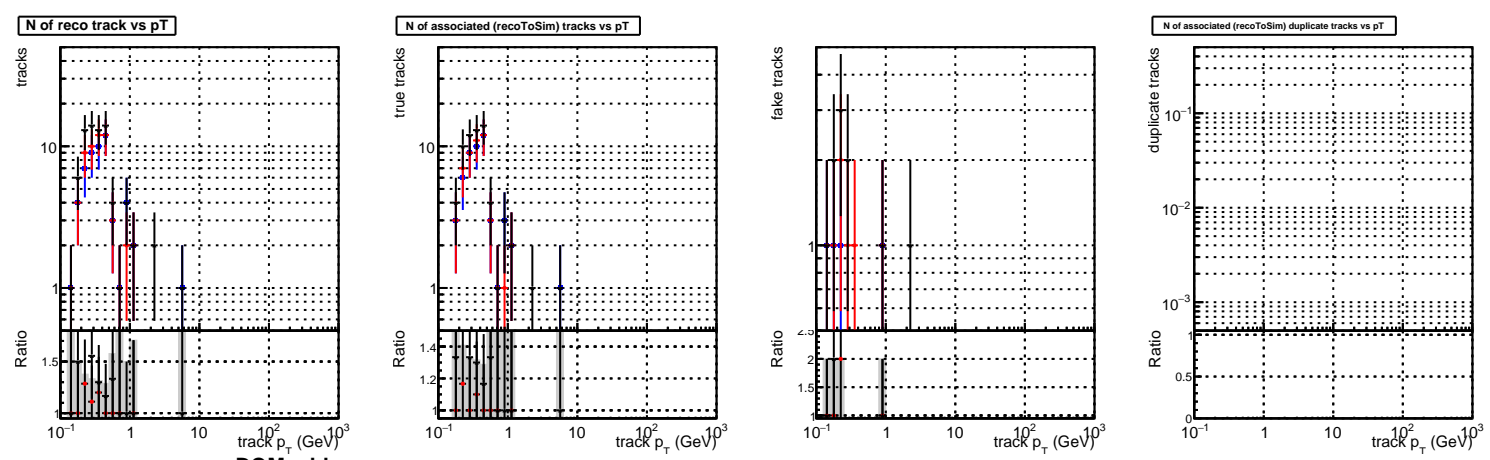 N of reco track vs pT
tracks
10
1
Ratio
1.5
1
10⁻¹ 1 10 10² 10³
track p_T (GeV)
N of associated (recoToSim) tracks vs pT
true tracks
10
1
Ratio
1.4
1.2
1
10⁻¹ 1 10 10² 10³
track p_T (GeV)
fake tracks
1
Ratio
2.5
2
1.5
1
10⁻¹ 1 10 10² 10³
track p_T (GeV)
N of associated (recoToSim) duplicate tracks vs pT
duplicate tracks
10⁻¹
10⁻²
10⁻³
Ratio
1
0.5
0
10⁻¹ 1 10 10² 10³
track p_T (GeV)